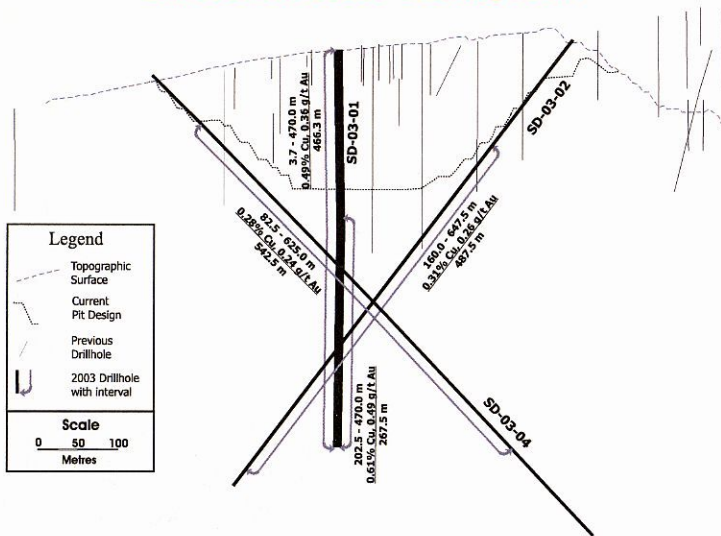 3.7 - 470.0 m
0.49% Cu, 0.36 g/t Au
466.3 m
SD-03-01
SD-03-02
82.5 - 625.0 m
0.28% Cu, 0.24 g/t Au
542.5 m
160.0 - 647.5 m
0.31% Cu, 0.26 g/t Au
487.5 m
202.5 - 470.0 m
0.61% Cu, 0.49 g/t Au
267.5 m
SD-03-04
Legend
Topographic
Surface
Current
Pit Design
Previous
Drillhole
2003 Drillhole
with interval
Scale
0 50 100
Metres